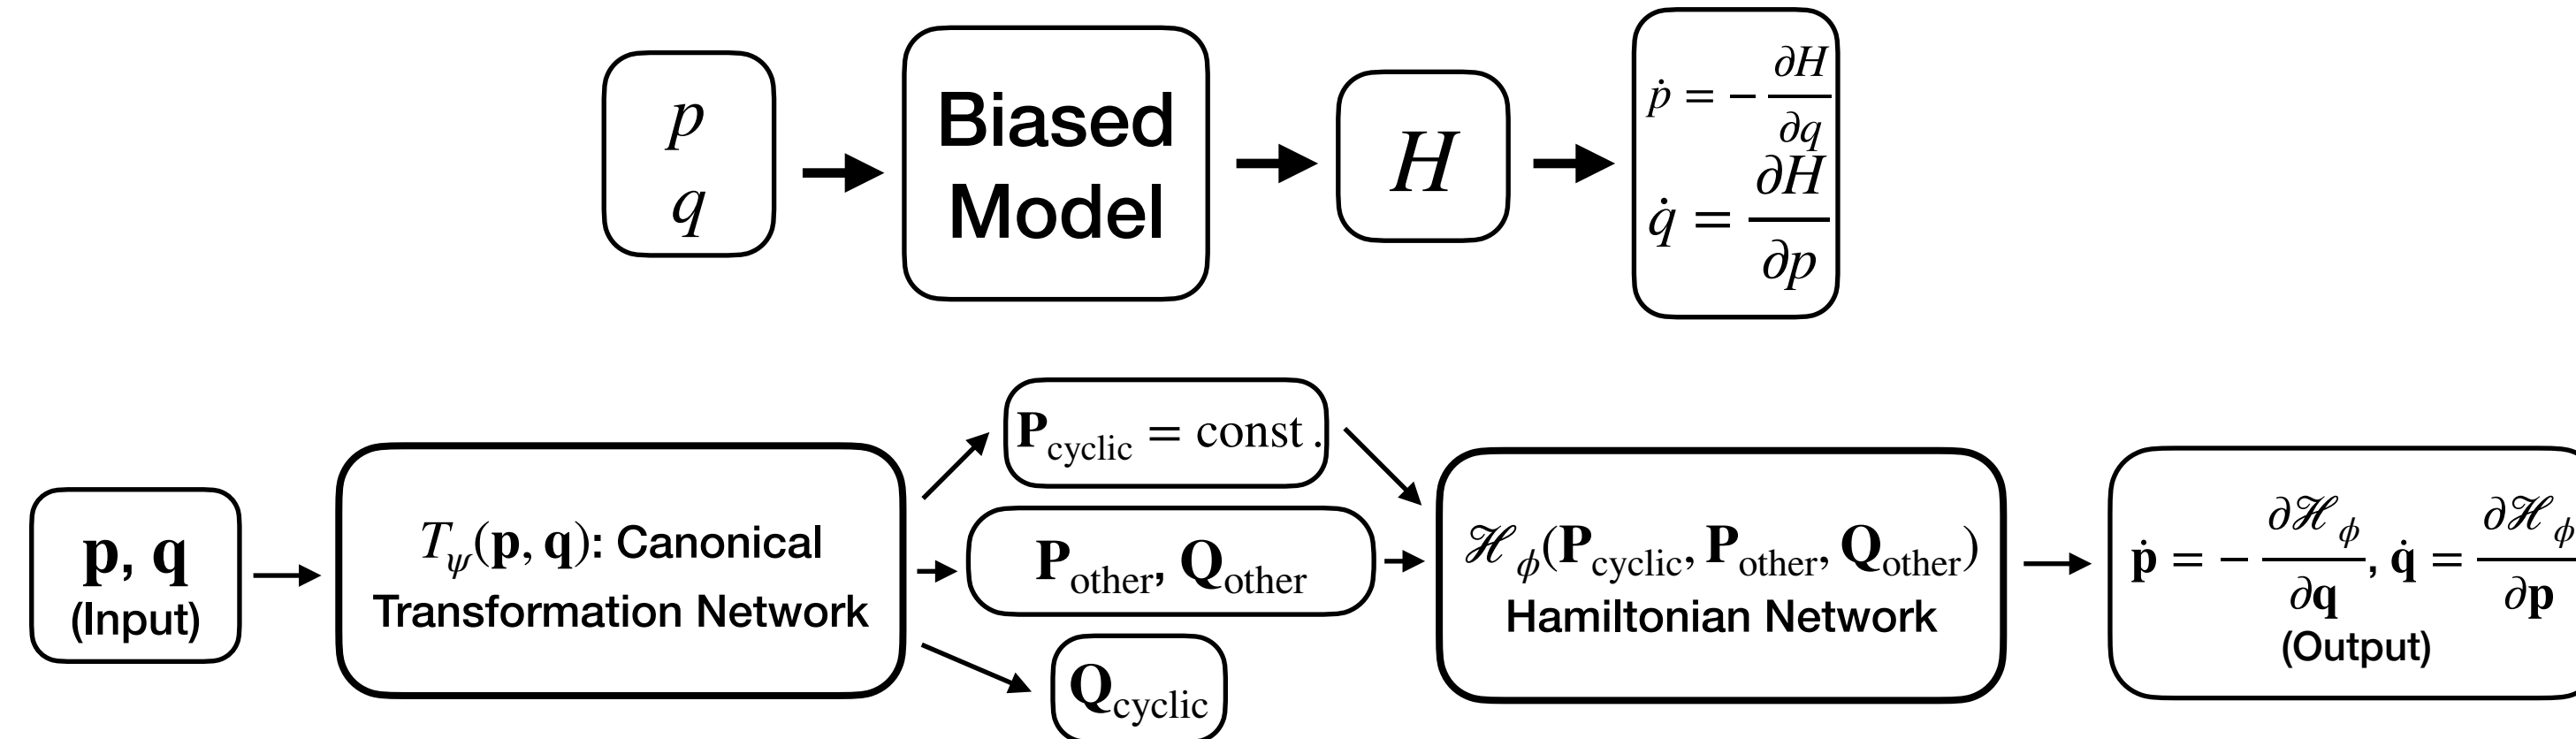 p
q
Biased
Model
H
ṗ = − ∂H/∂q
q̇ = ∂H/∂p
p, q
(Input)
T_ψ(p, q): Canonical
Transformation Network
P_cyclic = const.
P_other, Q_other
Q_cyclic
ℋ_ϕ(P_cyclic, P_other, Q_other)
Hamiltonian Network
ṗ = − ∂ℋ_ϕ/∂q, q̇ = ∂ℋ_ϕ/∂p
(Output)